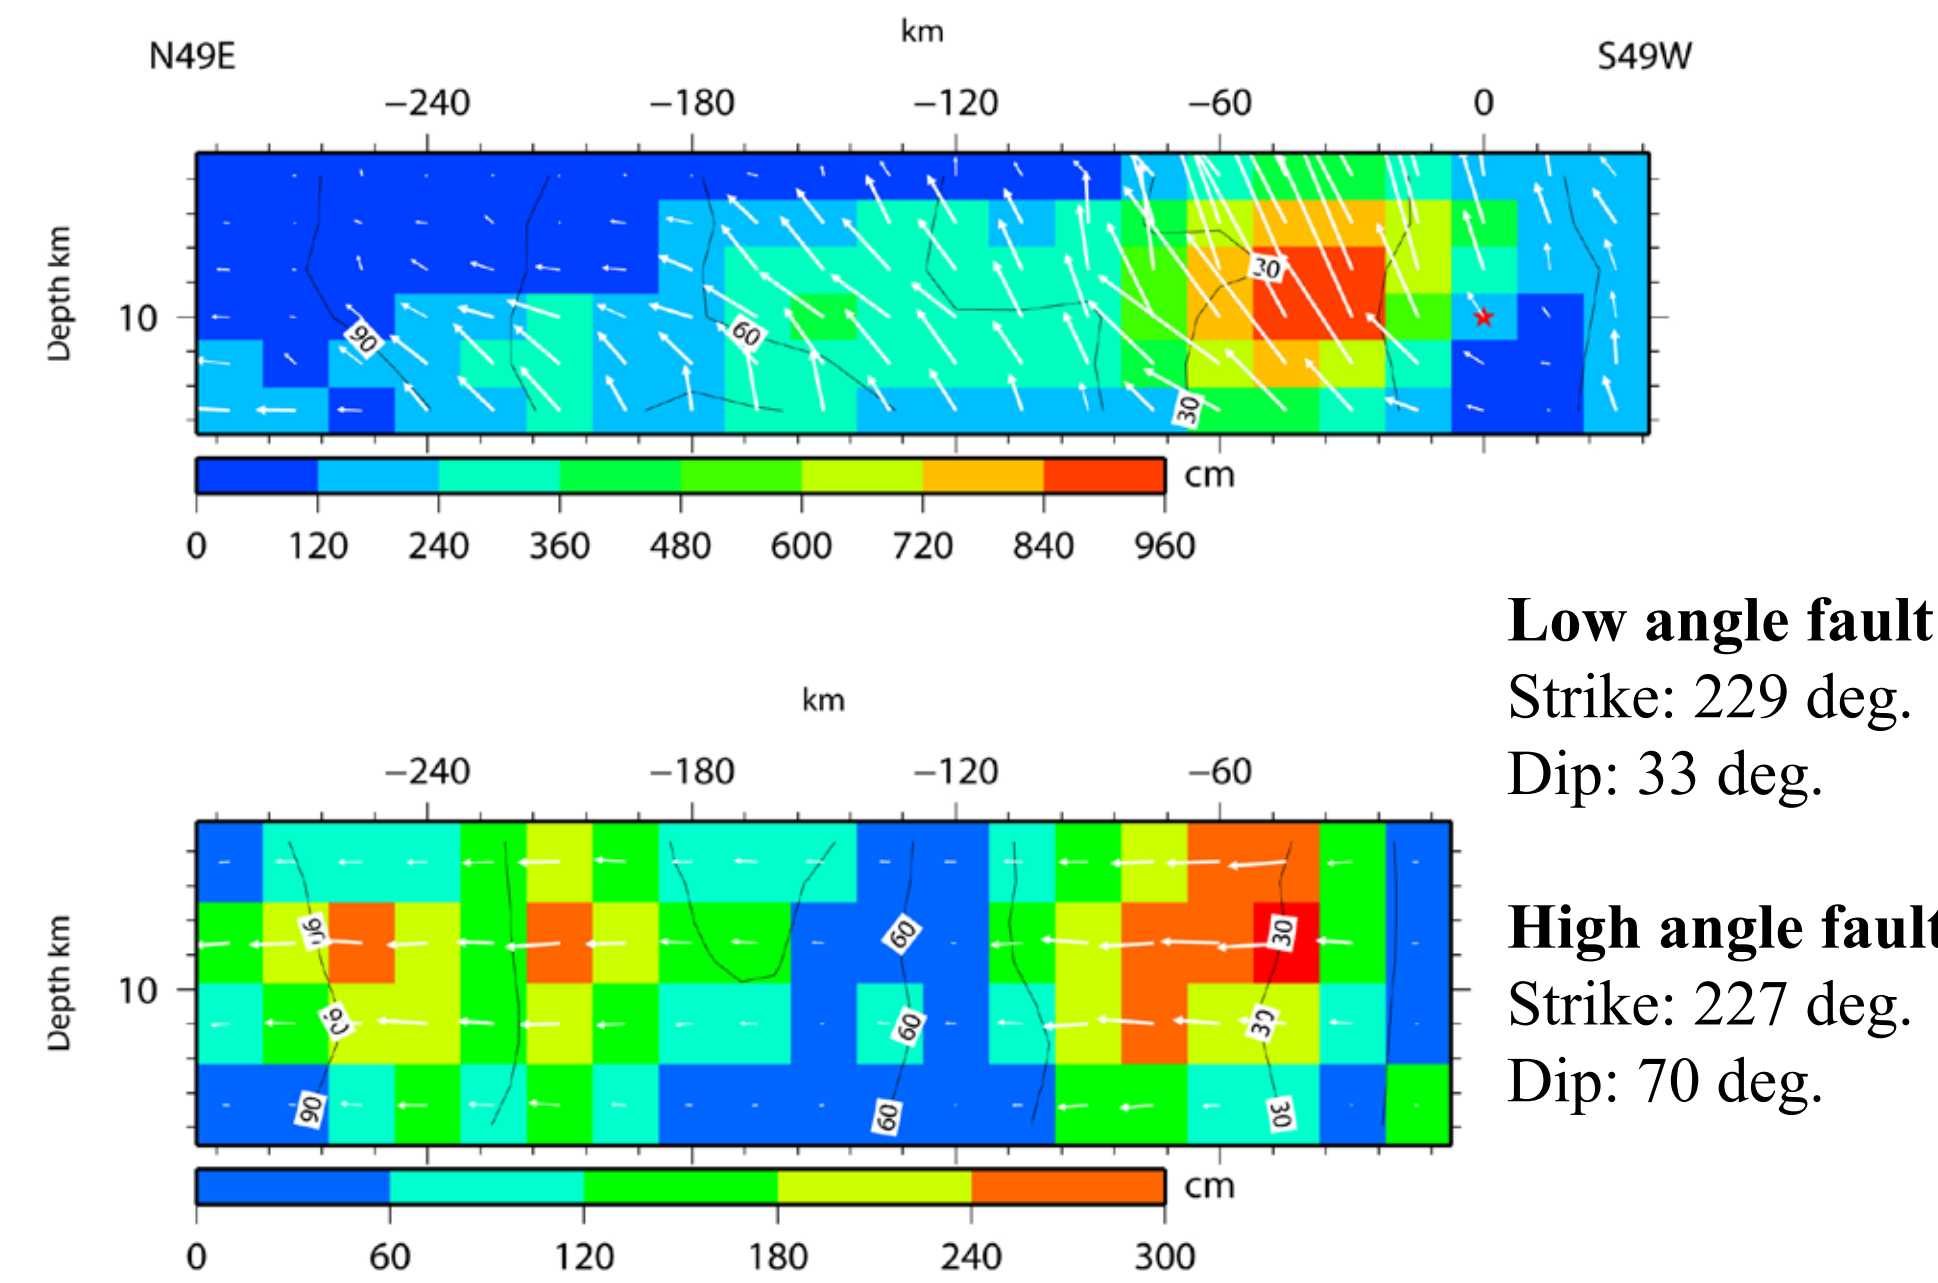 km
N49E
S49W
−240 −180 −120 −60 0
Depth km
10
30
90
60
30
cm
0 120 240 360 480 600 720 840 960
Low angle fault
Strike: 229 deg.
Dip: 33 deg.
km
−240 −180 −120 −60
High angle fault
Strike: 227 deg.
Dip: 70 deg.
Depth km
10
90 60 30
90 60 30
90 60 30
cm
0 60 120 180 240 300